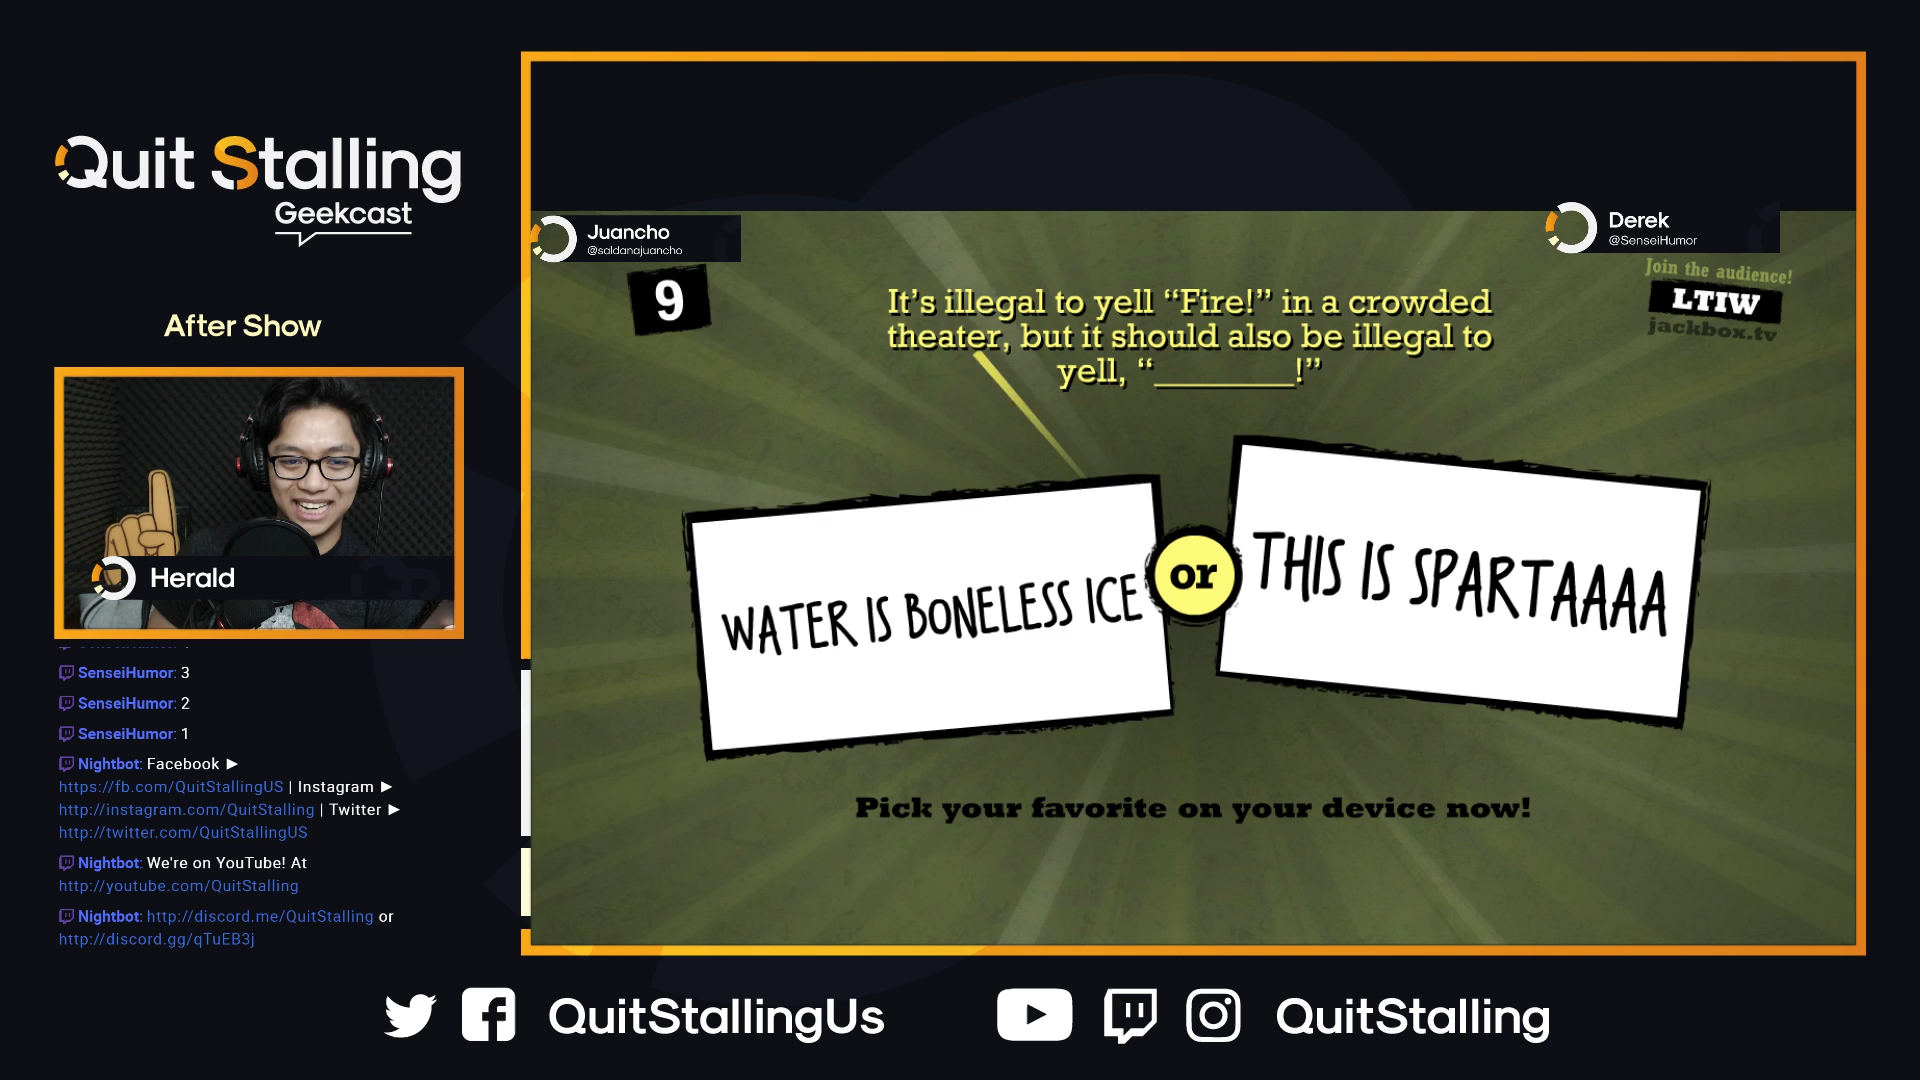 Quit Stalling
Geekcast
After Show
Herald
SenseiHumor: 3
SenseiHumor: 2
SenseiHumor: 1
Nightbot: Facebook ►
https://fb.com/QuitStallingUS | Instagram ►
http://instagram.com/QuitStalling | Twitter ►
http://twitter.com/QuitStallingUS
Nightbot: We're on YouTube! At
http://youtube.com/QuitStalling
Nightbot: http://discord.me/QuitStalling or
http://discord.gg/qTuEB3j
Juancho
@saldanajuancho
Derek
@SenseiHumor
9
Join the audience!
LTIW
jackbox.tv
It's illegal to yell “Fire!” in a crowded
theater, but it should also be illegal to
yell, “________!”
WATER IS BONELESS ICE
or
THIS IS SPARTAAAA
Pick your favorite on your device now!
QuitStallingUs
QuitStalling